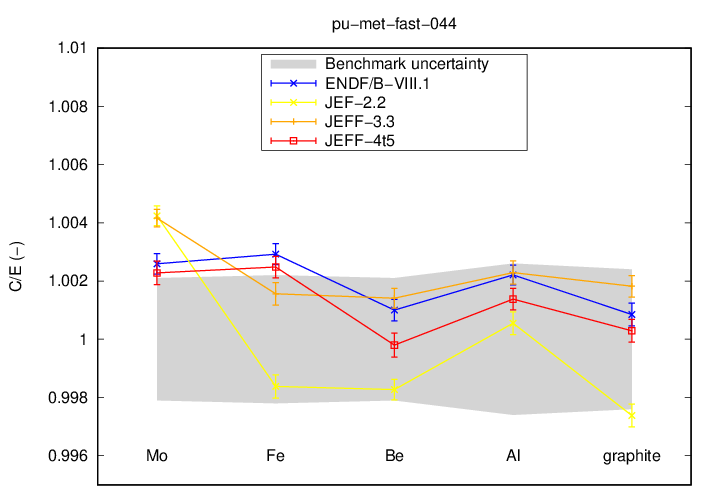 pu−met−fast−044
1.01
1.008
1.006
1.004
1.002
1
0.998
0.996
C/E (−)
Benchmark uncertainty
ENDF/B−VIII.1
JEF−2.2
JEFF−3.3
JEFF−4t5
Mo Fe Be Al graphite